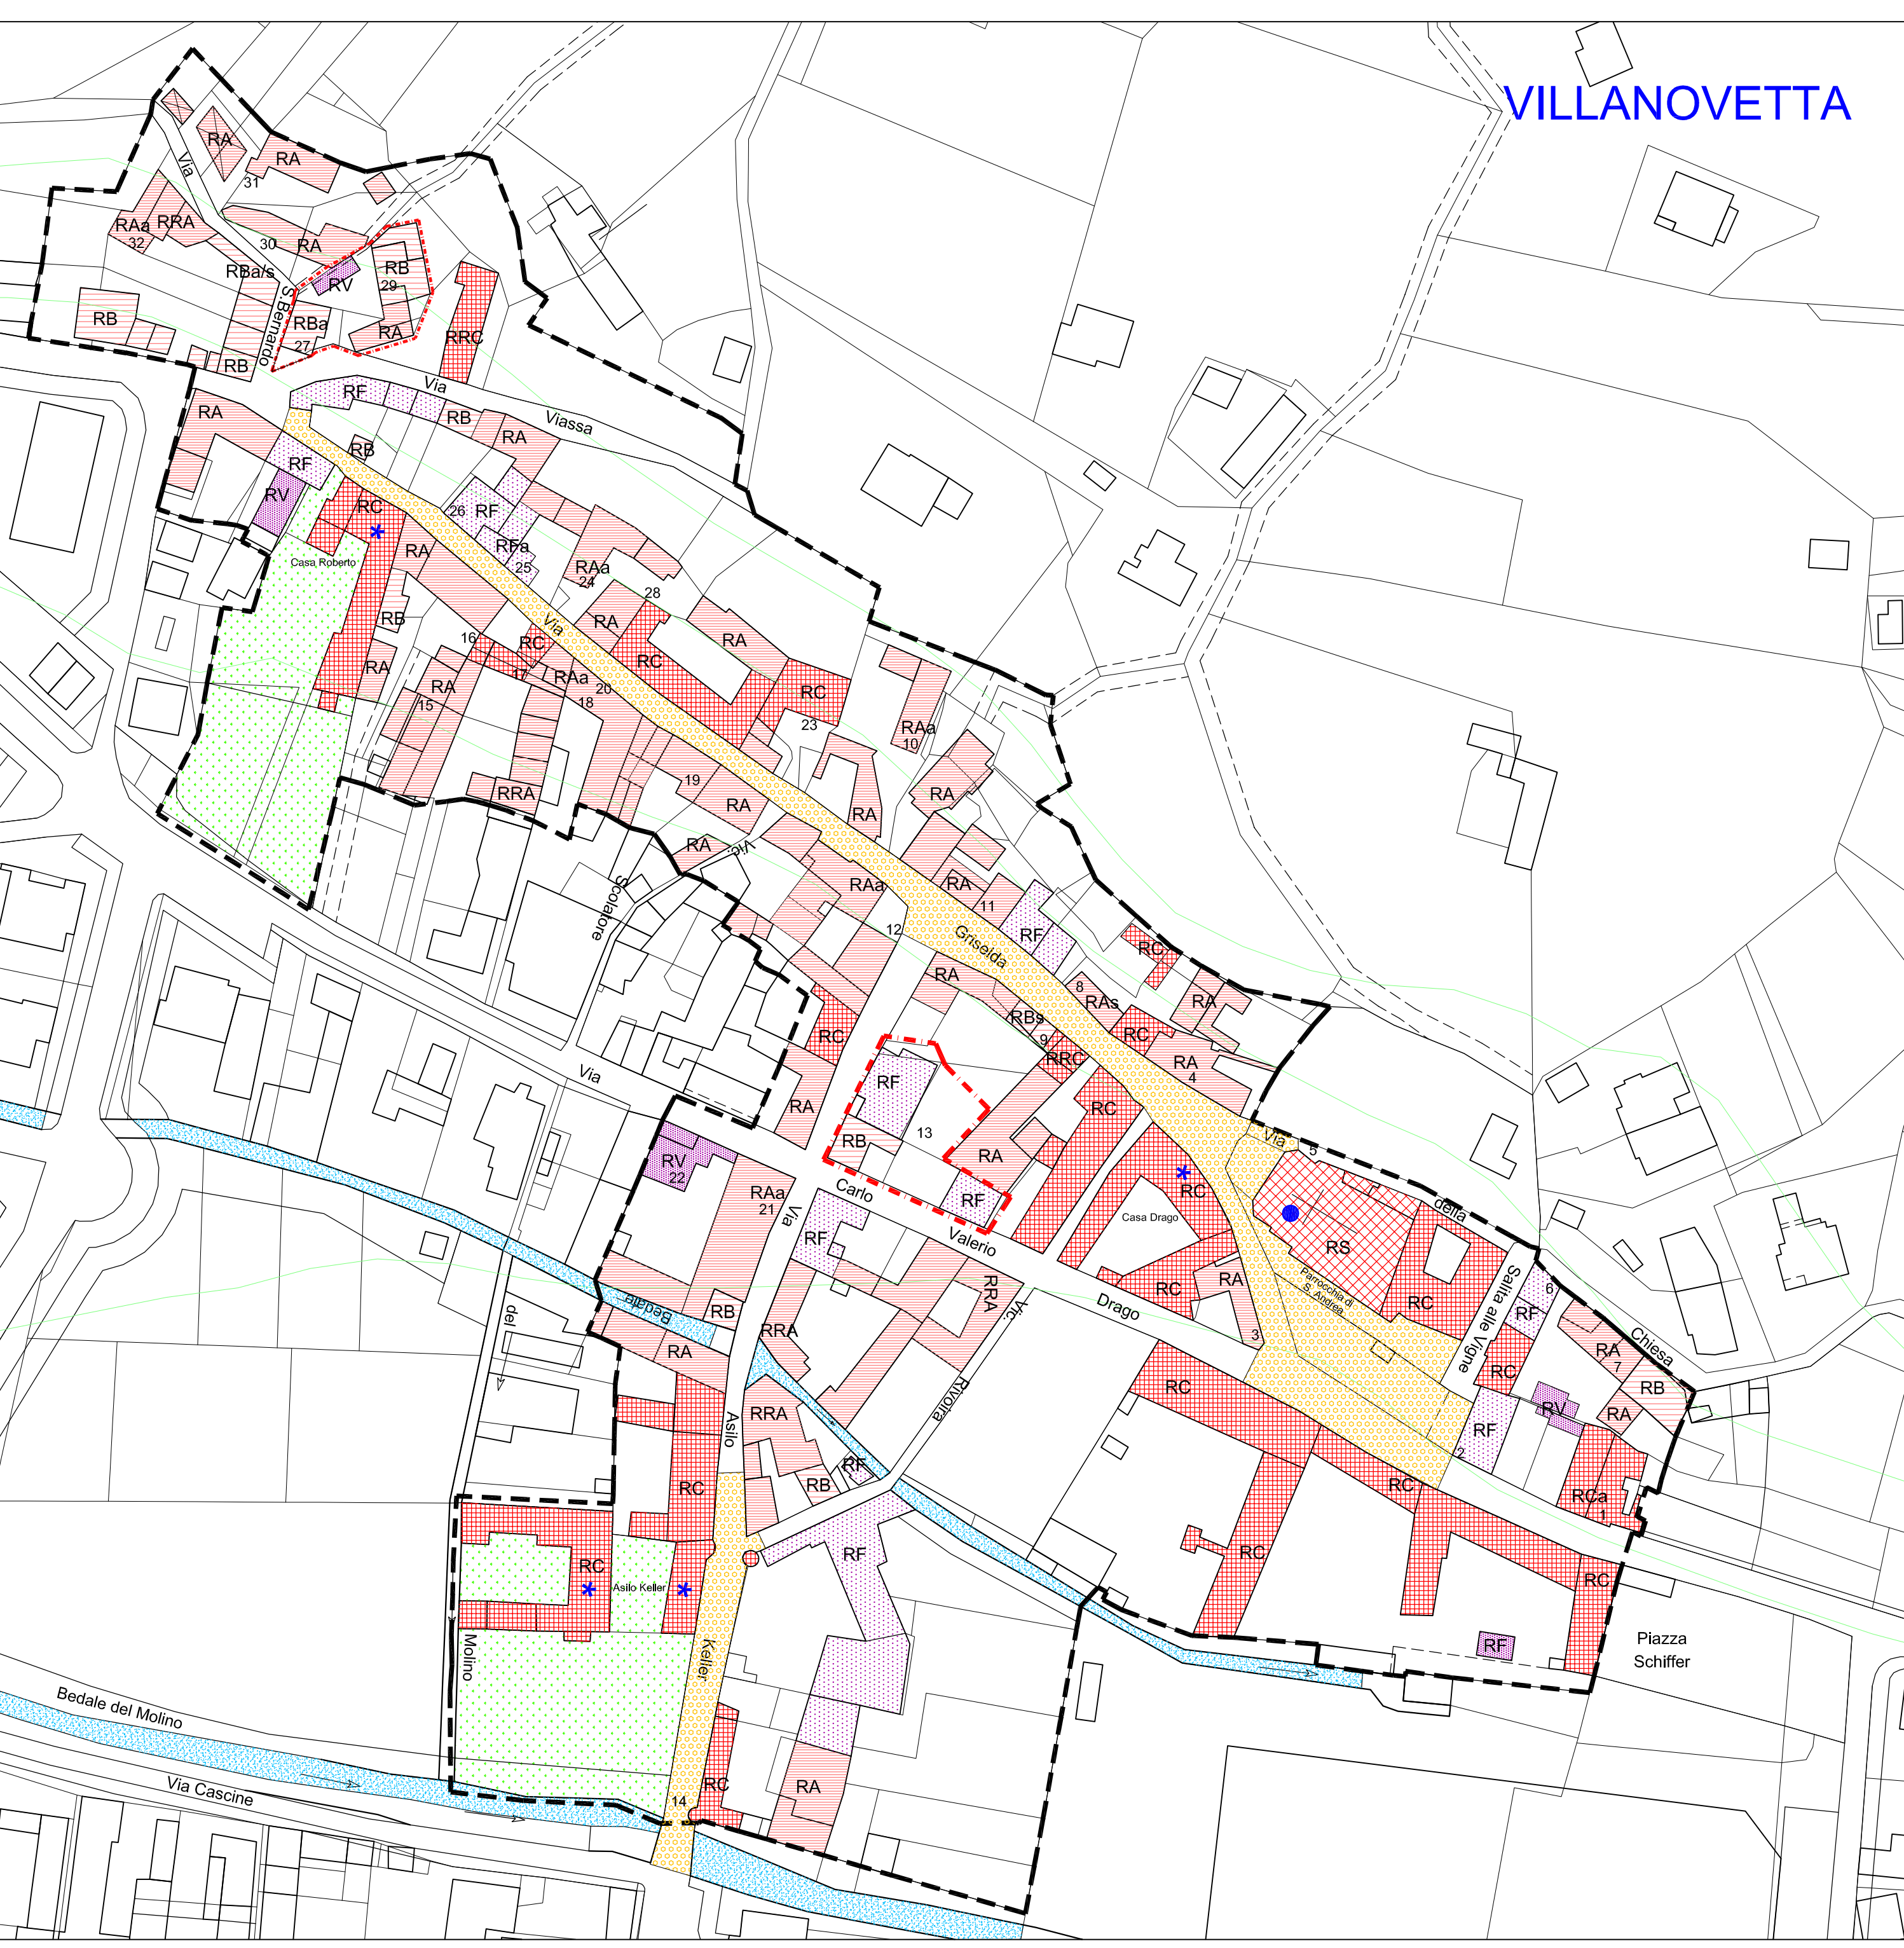 VILLANOVETTA
RA
Via
RA
31
RAa
RRA
32
30
RA
RBa/s
RV
RB
29
S.Bernardo
RB
RBa
27
RA
RRC
RB
Via
Viassa
RF
RA
RB
RA
RF
RB
RV
RC
26
RF
RA
RFa
25
Casa Roberto
RAa
24
28
RB
RA
Via
RA
16
RC
RC
RA
17
RAa
20
RC
RA
15
18
23
RAa
10
19
RA
RRA
RA
RA
RA
Vic.
RAa
RA
11
Scolatore
12
Griselda
RF
RC
RA
8
RAs
RA
RBs
9
RC
RC
RRC
RA
4
Via
RF
RC
RA
13
RB
Via
5
RV
22
RA
RAa
21
Carlo
RF
RC
Casa Drago
della
Via
RF
Valerio
RS
Parrocchia di
S. Andrea
RRA
RC
RA
Salita alle Vigne
6
RF
RC
Bedale
RB
Vic.
Drago
del
RRA
3
Chiesa
RA
RA
7
RC
RC
RB
Rivoira
RRA
Asilo
RV
RA
RF
2
RF
RB
RC
RC
RCa
1
RF
RC
RC
RC
Asilo Keller
Molino
Keller
RF
Piazza
Schiffer
Bedale del Molino
Via Cascine
RC
RA
14